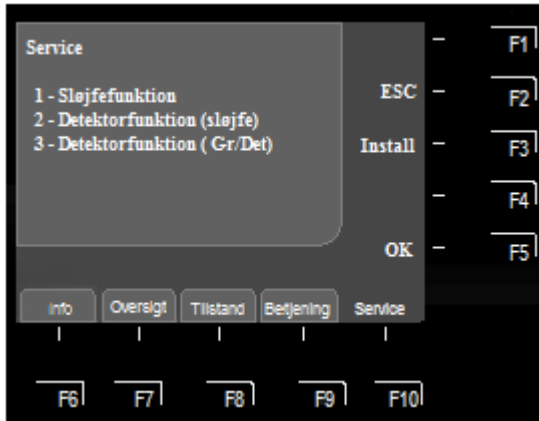 Service
1 - Sløjfefunktion
2 - Detektorfunktion (sløjfe)
3 - Detektorfunktion ( Gr/Det)
F1
ESC
F2
Install
F3
F4
OK
F5
Info
Oversigt
Tilstand
Betjening
Service
F6
F7
F8
F9
F10